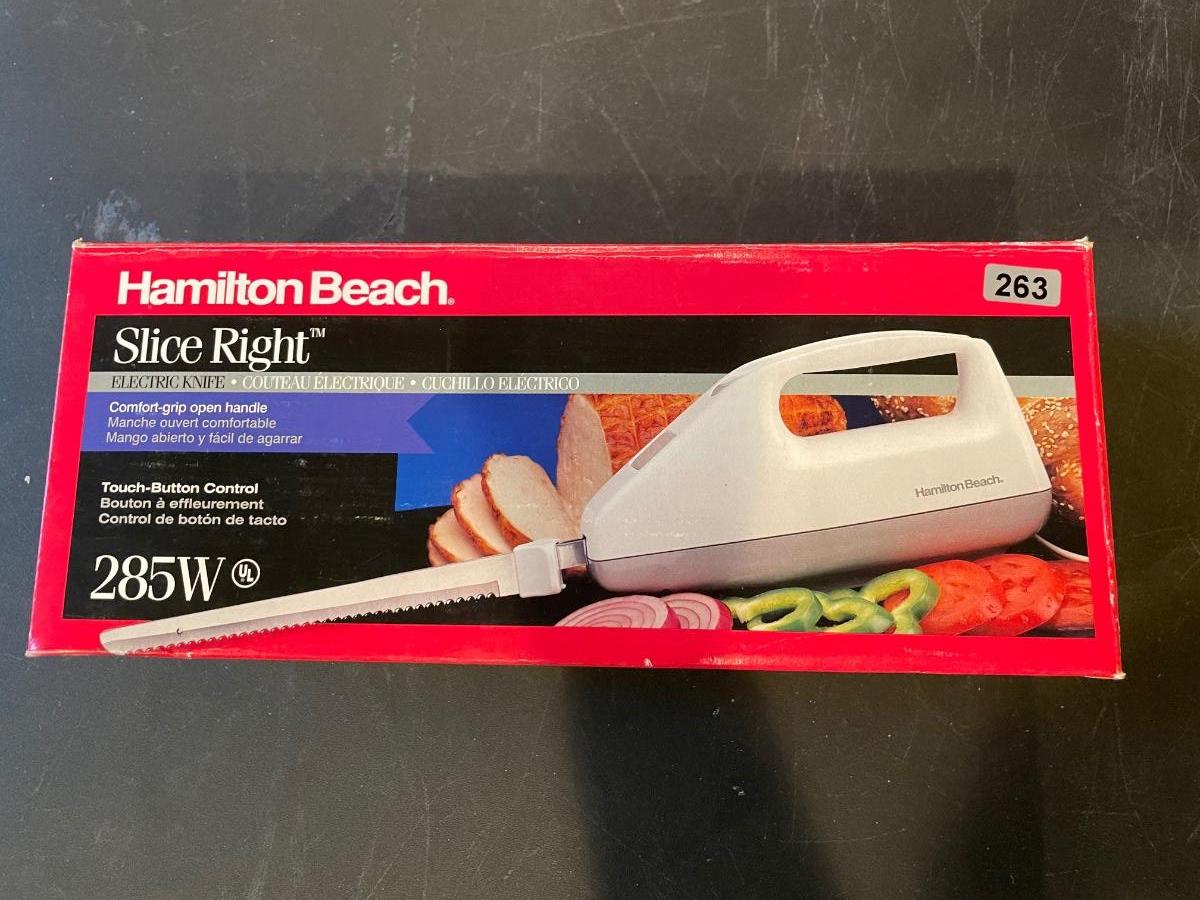 Hamilton Beach®
263
Slice Right™
ELECTRIC KNIFE • COUTEAU ÉLECTRIQUE • CUCHILLO ELÉCTRICO
Comfort-grip open handle
Manche ouvert comfortable
Mango abierto y fácil de agarrar
Touch-Button Control
Bouton à effleurement
Control de botón de tacto
285W UL
Hamilton Beach®